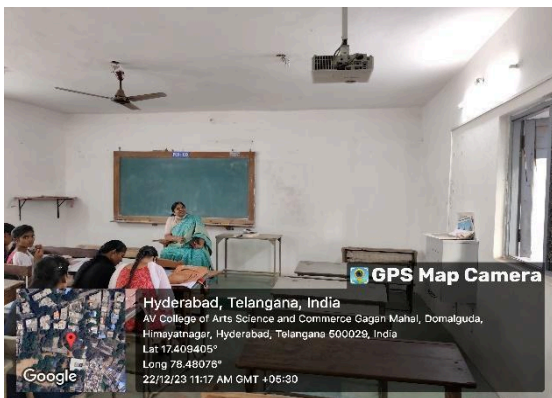 GPS Map Camera
Hyderabad, Telangana, India
AV College of Arts Science and Commerce Gagan Mahal, Domalguda,
Himayatnagar, Hyderabad, Telangana 500029, India
Lat 17.409405°
Long 78.48076°
22/12/23 11:17 AM GMT +05:30
Google